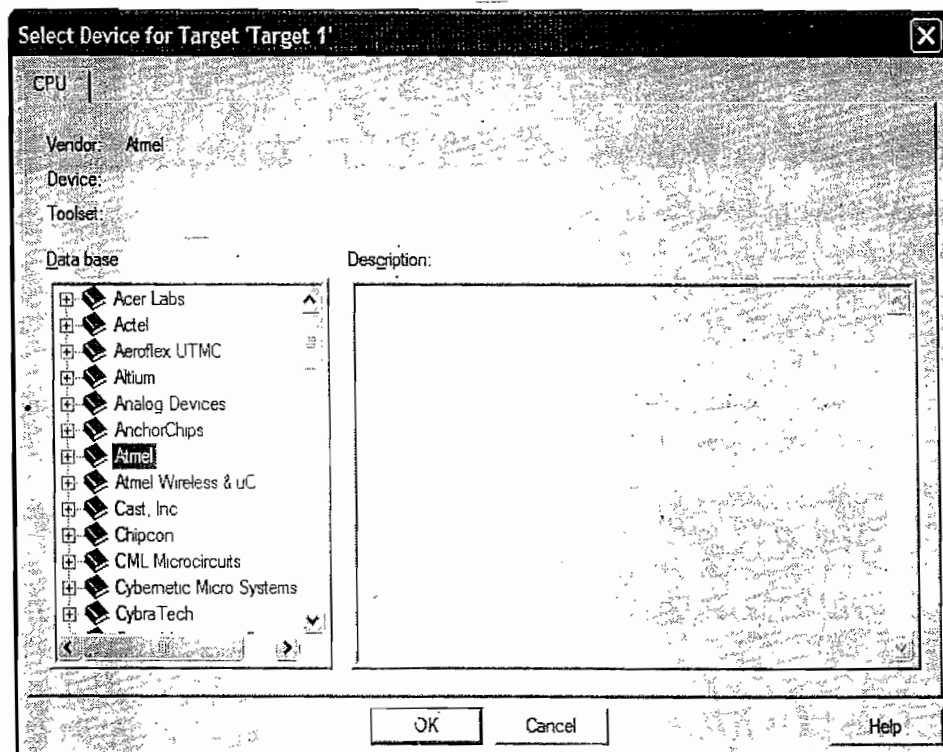 Select Device for Target 'Target 1'
CPU
Vendor: Atmel
Device:
Toolset:
Data base
Description:
Acer Labs
Actel
Aeroflex UTMC
Altium
Analog Devices
AnchorChips
Atmel
Atmel Wireless & uC
Cast, Inc
Chipcon
CML Microcircuits
Cybernetic Micro Systems
CybraTech
OK
Cancel
Help